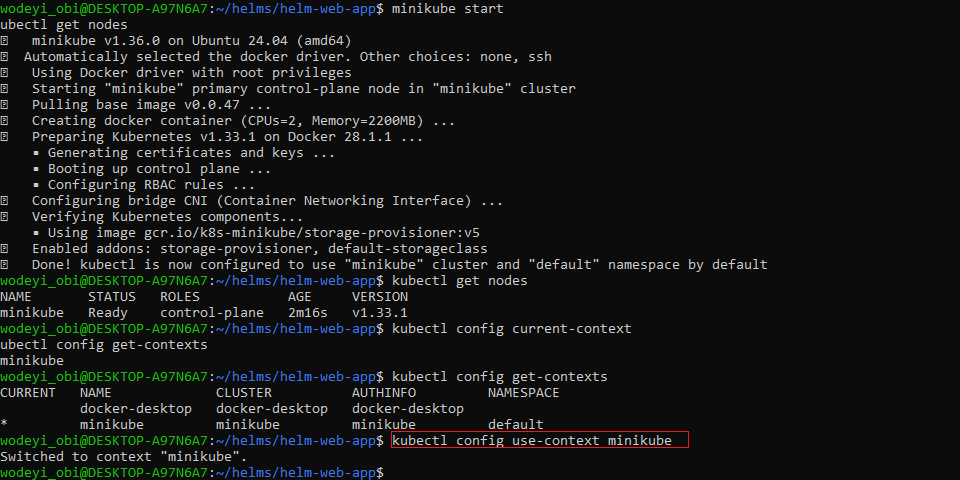 wodeyi_obi@DESKTOP-A97N6A7:~/helms/helm-web-app$ minikube start
ubectl get nodes
minikube v1.36.0 on Ubuntu 24.04 (amd64)
Automatically selected the docker driver. Other choices: none, ssh
Using Docker driver with root privileges
Starting "minikube" primary control-plane node in "minikube" cluster
Pulling base image v0.0.47 ...
Creating docker container (CPUs=2, Memory=2200MB) ...
Preparing Kubernetes v1.33.1 on Docker 28.1.1 ...
▪ Generating certificates and keys ...
▪ Booting up control plane ...
▪ Configuring RBAC rules ...
Configuring bridge CNI (Container Networking Interface) ...
Verifying Kubernetes components...
▪ Using image gcr.io/k8s-minikube/storage-provisioner:v5
Enabled addons: storage-provisioner, default-storageclass
Done! kubectl is now configured to use "minikube" cluster and "default" namespace by default
wodeyi_obi@DESKTOP-A97N6A7:~/helms/helm-web-app$ kubectl get nodes
NAME STATUS ROLES AGE VERSION
minikube Ready control-plane 2m16s v1.33.1
wodeyi_obi@DESKTOP-A97N6A7:~/helms/helm-web-app$ kubectl config current-context
ubectl config get-contexts
minikube
wodeyi_obi@DESKTOP-A97N6A7:~/helms/helm-web-app$ kubectl config get-contexts
CURRENT NAME CLUSTER AUTHINFO NAMESPACE
docker-desktop docker-desktop docker-desktop
* minikube minikube minikube default
wodeyi_obi@DESKTOP-A97N6A7:~/helms/helm-web-app$ kubectl config use-context minikube
Switched to context "minikube".
wodeyi_obi@DESKTOP-A97N6A7:~/helms/helm-web-app$